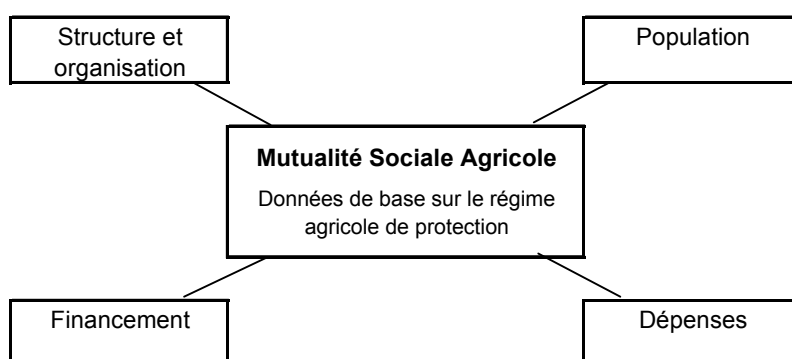 Structure et
organisation
Population
Mutualité Sociale Agricole
Données de base sur le régime
agricole de protection
Financement
Dépenses